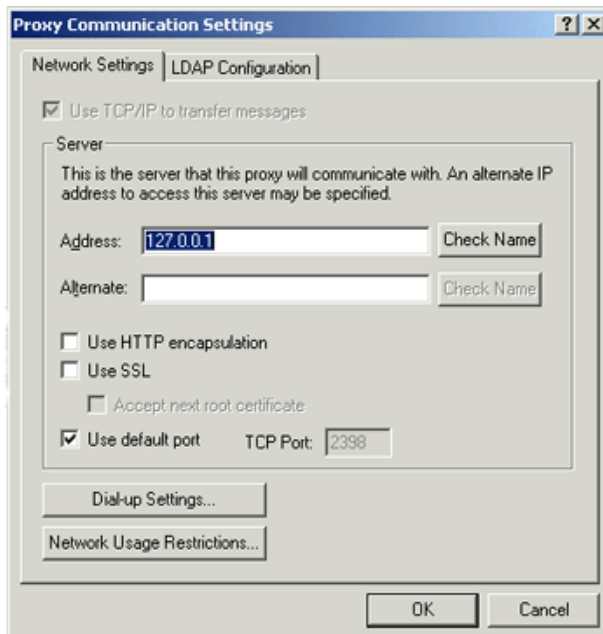 Proxy Communication Settings
Network Settings
LDAP Configuration
Use TCP/IP to transfer messages
Server
This is the server that this proxy will communicate with. An alternate IP
address to access this server may be specified.
Address: 127.0.0.1 Check Name
Alternate: Check Name
Use HTTP encapsulation
Use SSL
Accept next root certificate
Use default port TCP Port: 2398
Dial-up Settings...
Network Usage Restrictions...
OK Cancel